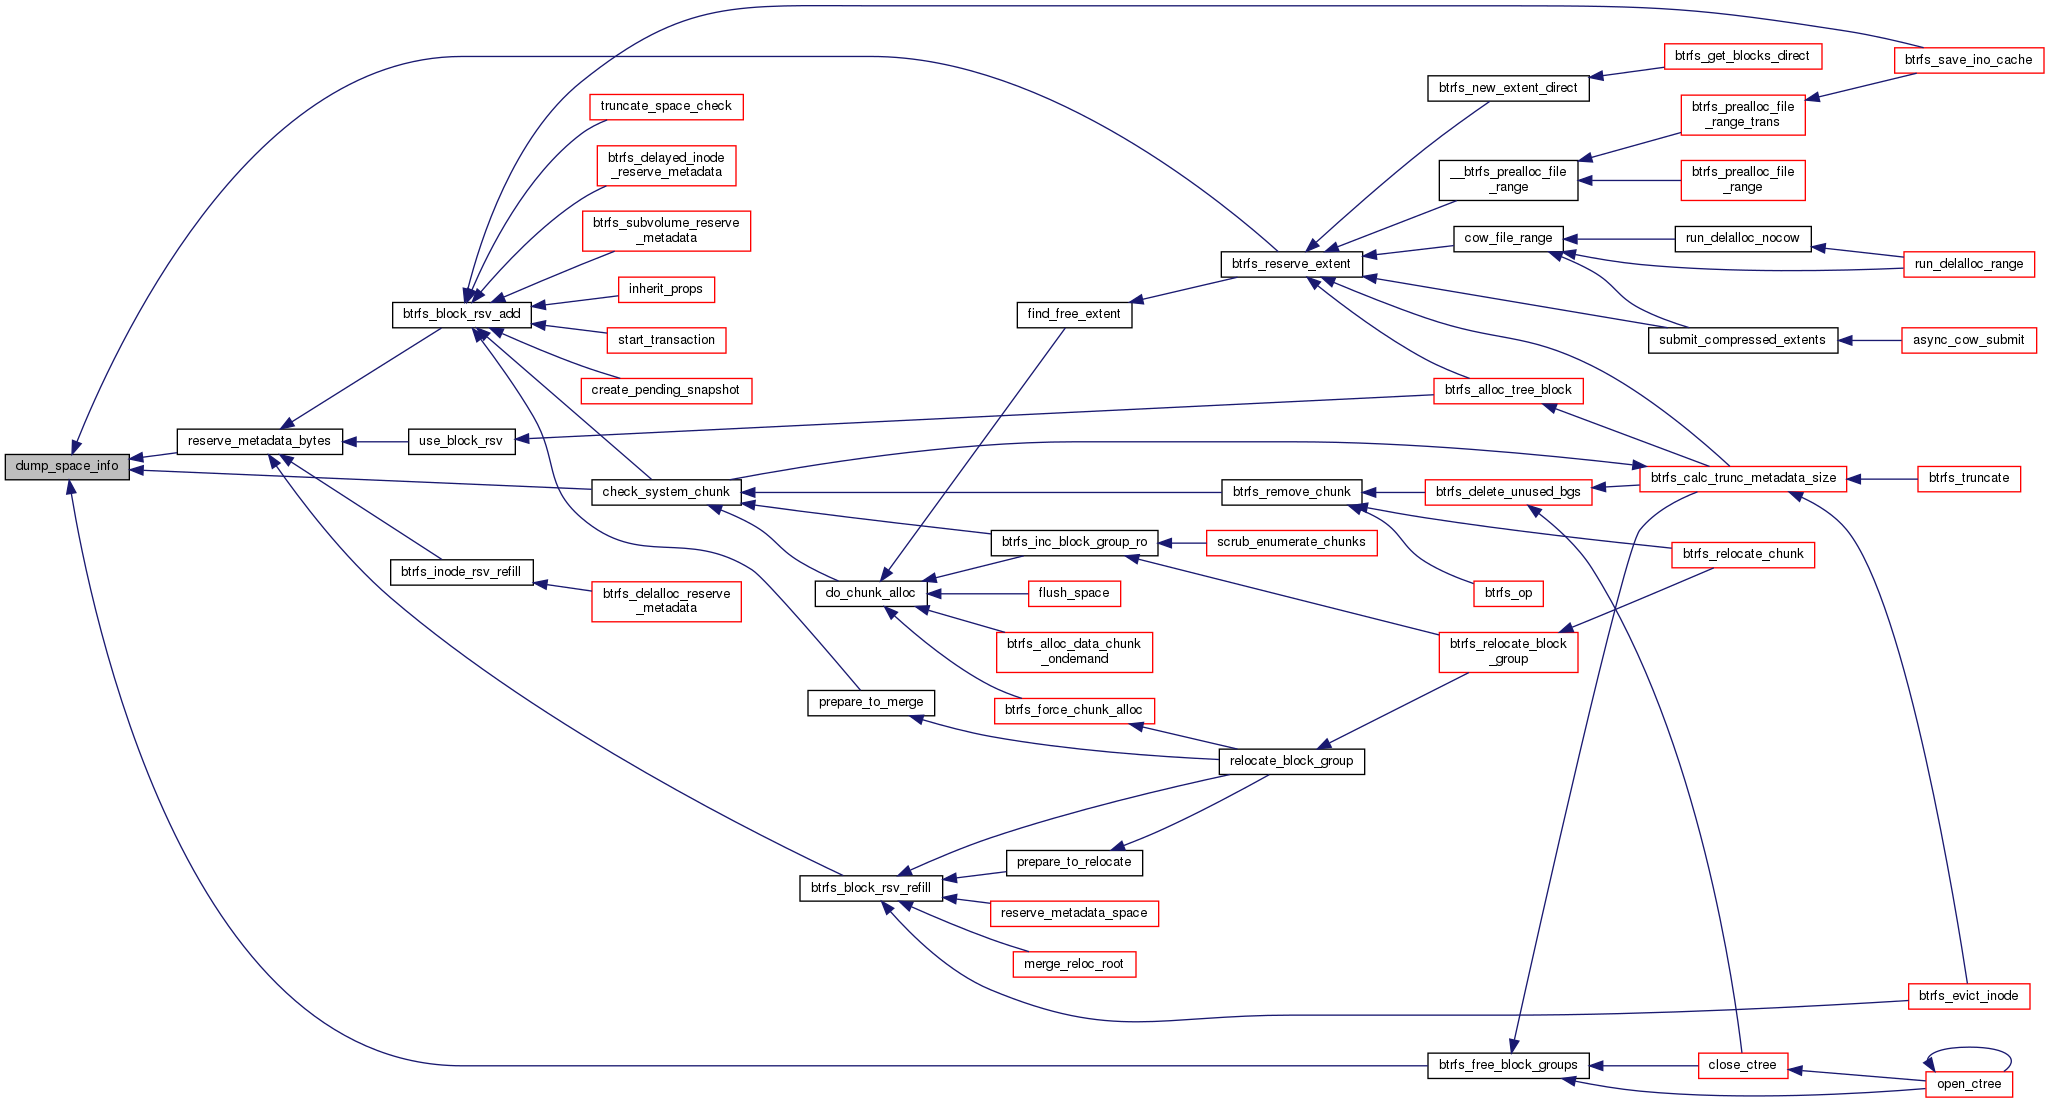 dump_space_info
reserve_metadata_bytes
btrfs_block_rsv_add
use_block_rsv
btrfs_inode_rsv_refill
truncate_space_check
btrfs_delayed_inode
_reserve_metadata
btrfs_subvolume_reserve
_metadata
inherit_props
start_transaction
create_pending_snapshot
check_system_chunk
btrfs_delalloc_reserve
_metadata
do_chunk_alloc
prepare_to_merge
btrfs_block_rsv_refill
find_free_extent
btrfs_inc_block_group_ro
flush_space
btrfs_alloc_data_chunk
_ondemand
btrfs_force_chunk_alloc
prepare_to_relocate
reserve_metadata_space
merge_reloc_root
btrfs_reserve_extent
btrfs_remove_chunk
scrub_enumerate_chunks
relocate_block_group
btrfs_new_extent_direct
__btrfs_prealloc_file
_range
cow_file_range
btrfs_alloc_tree_block
btrfs_delete_unused_bgs
btrfs_op
btrfs_relocate_block
_group
btrfs_free_block_groups
btrfs_get_blocks_direct
btrfs_prealloc_file
_range_trans
btrfs_prealloc_file
_range
run_delalloc_nocow
submit_compressed_extents
btrfs_calc_trunc_metadata_size
btrfs_relocate_chunk
close_ctree
btrfs_save_ino_cache
run_delalloc_range
async_cow_submit
btrfs_truncate
btrfs_evict_inode
open_ctree